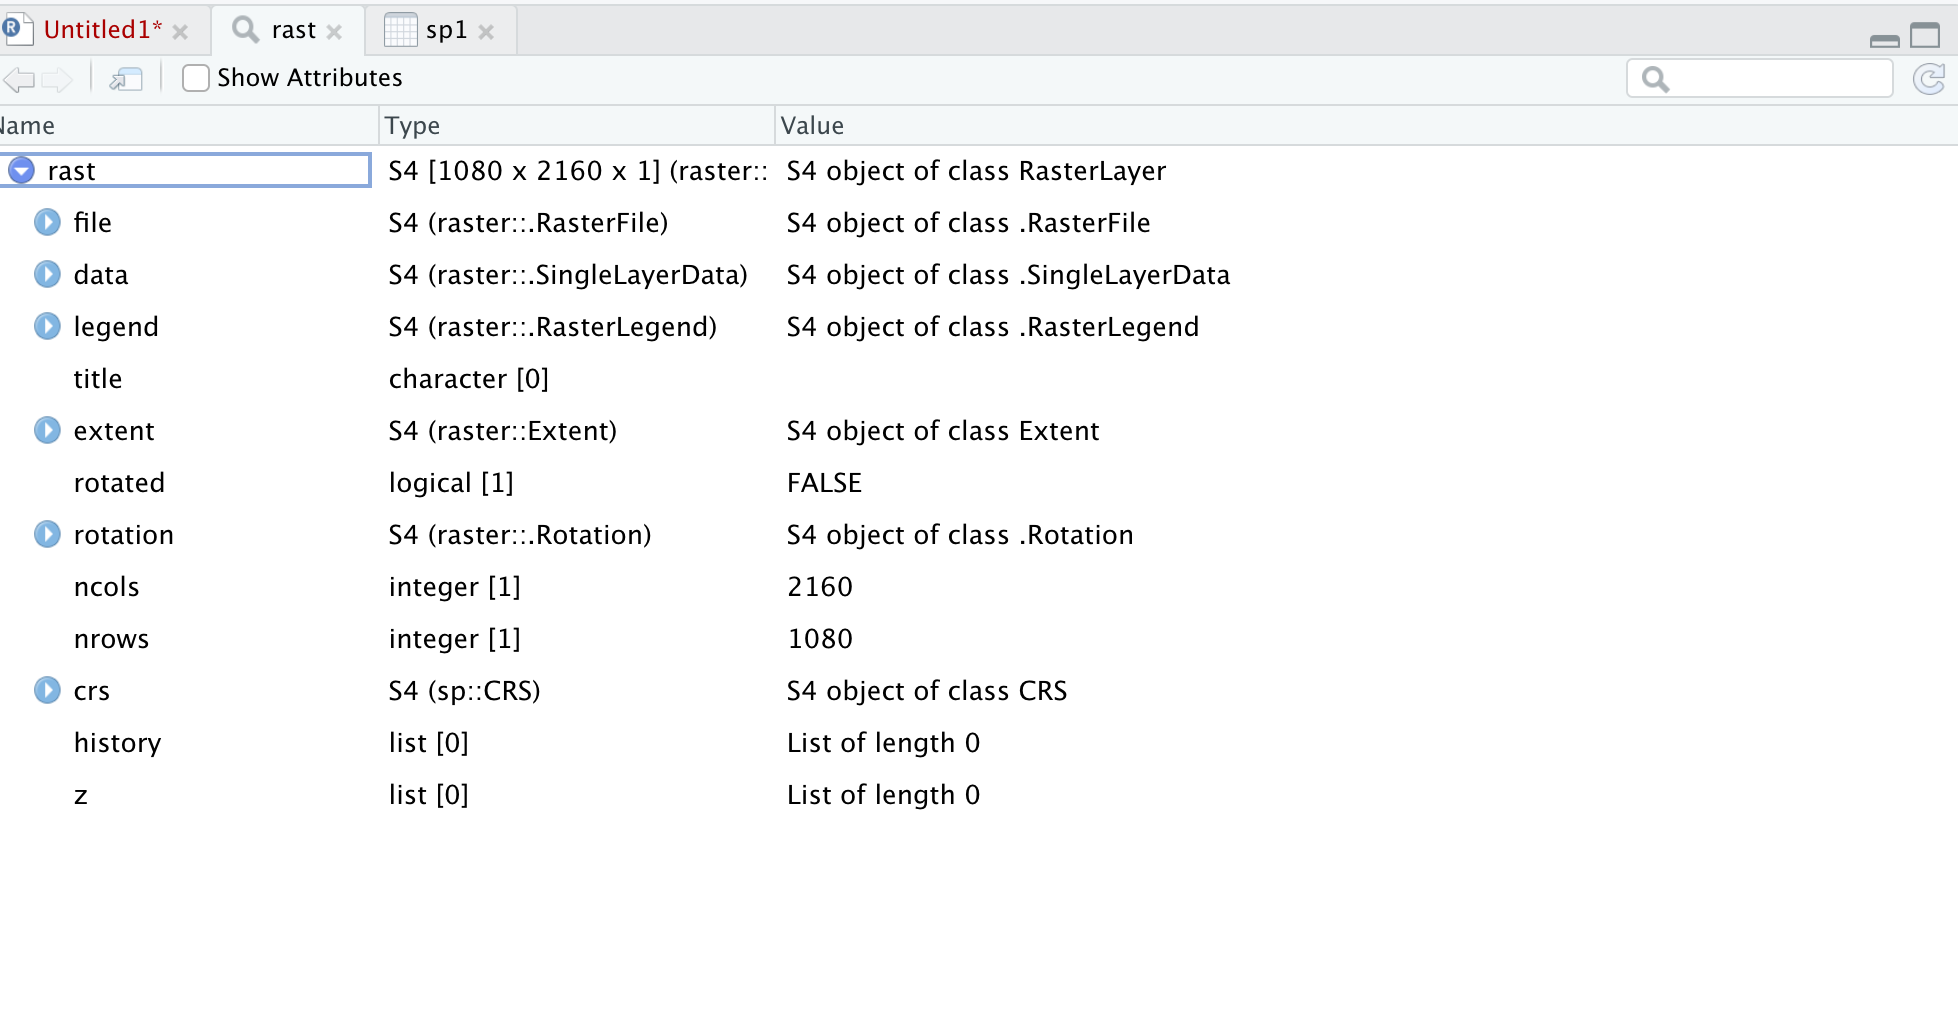 R Untitled1* rast sp1
Show Attributes
Name Type Value
rast S4 [1080 x 2160 x 1] (raster:: S4 object of class RasterLayer
file S4 (raster::.RasterFile) S4 object of class .RasterFile
data S4 (raster::.SingleLayerData) S4 object of class .SingleLayerData
legend S4 (raster::.RasterLegend) S4 object of class .RasterLegend
title character [0]
extent S4 (raster::Extent) S4 object of class Extent
rotated logical [1] FALSE
rotation S4 (raster::.Rotation) S4 object of class .Rotation
ncols integer [1] 2160
nrows integer [1] 1080
crs S4 (sp::CRS) S4 object of class CRS
history list [0] List of length 0
z list [0] List of length 0